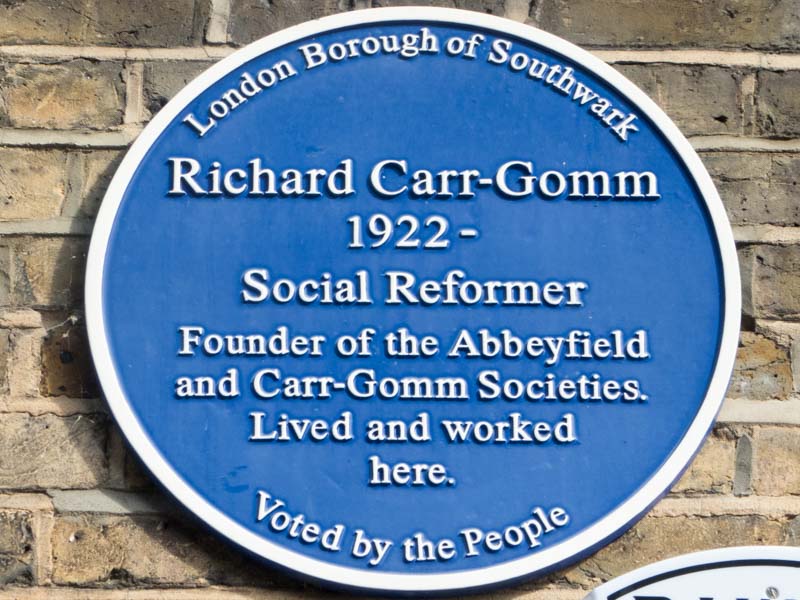 London Borough of Southwark
Richard Carr-Gomm
1922 -
Social Reformer
Founder of the Abbeyfield
and Carr-Gomm Societies.
Lived and worked
here.
Voted by the People